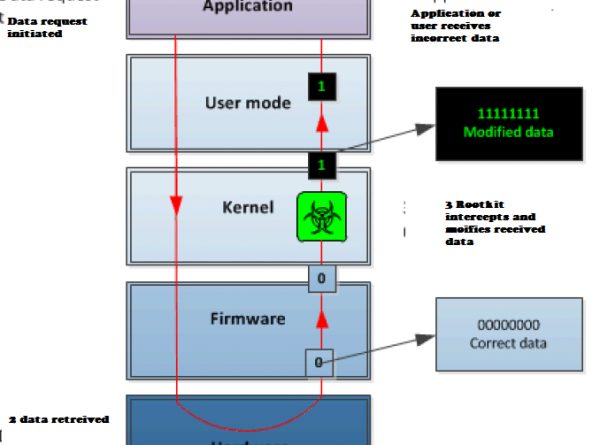 Data request
initiated
Application
Application or
user receives
incorrect data
User mode
1
11111111
Modified data
1
Kernel
3 Rootkit
intercepts and
moifies received
data
0
Firmware
00000000
Correct data
0
2 data retreived
Hardware